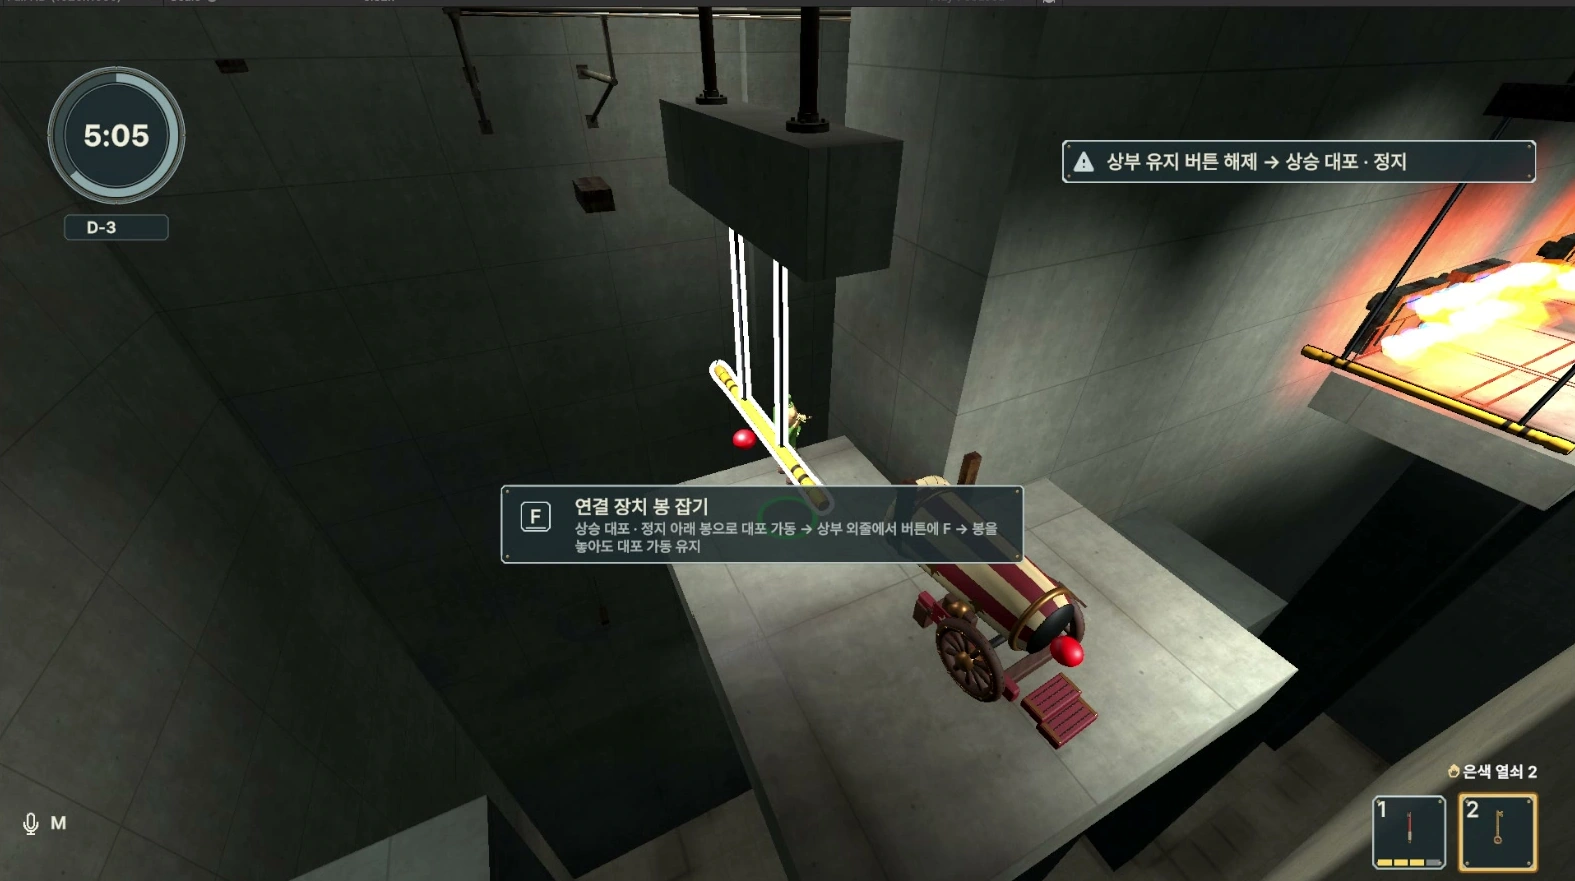 5:05
D-3
상부 유지 버튼 해제 → 상승 대포 · 정지
F
연결 장치 봉 잡기
상승 대포 · 정지 아래 봉으로 대포 가동 → 상부 외줄에서 버튼에 F → 봉을
놓아도 대포 가동 유지
은색 열쇠 2
1
2
M